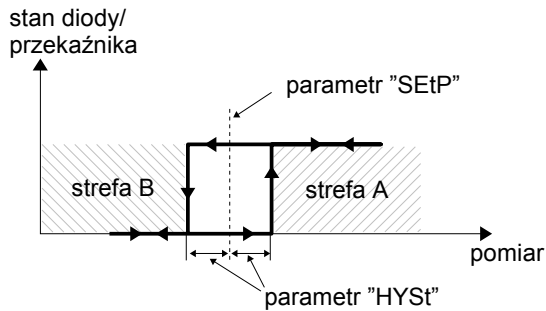 stan diody/
przekaźnika
parametr ”SEtP”
strefa B
strefa A
pomiar
parametr ”HYSt”